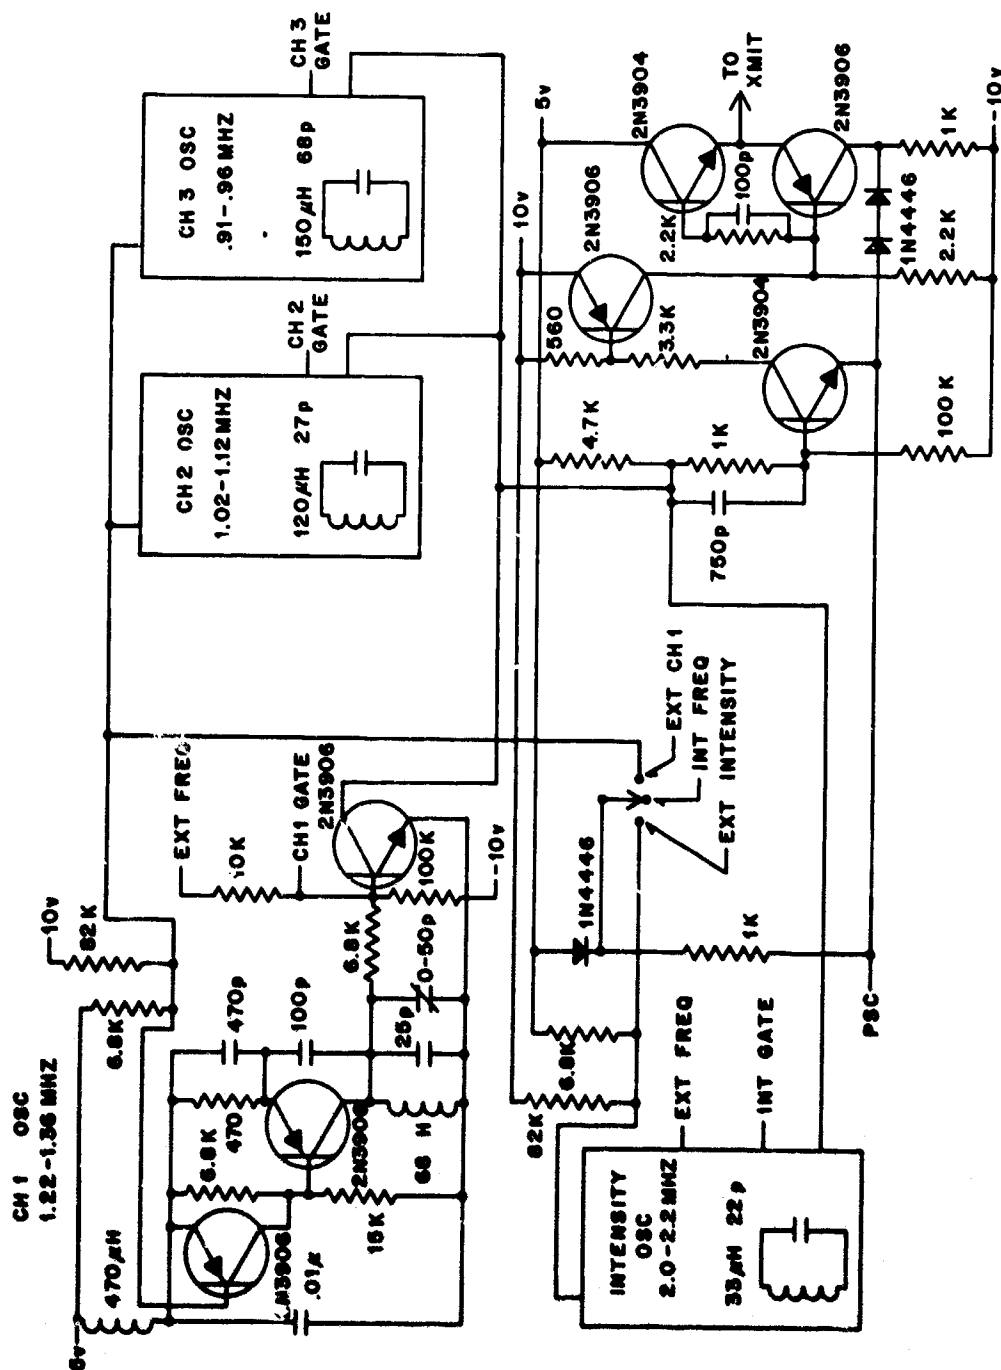 CH 1 OSC
1.22-1.36 MHZ
470µH
5v
6.8K
82K
10v
2N3906
.01µ
6.8K
15K
470
2N3906
68 H
470p
100p
25p
0-50p
6.8K
EXT FREQ
10K
CH1 GATE
2N3906
100K
-10v
CH 2 OSC
1.02-1.12MHZ
120µH 27p
CH 2
GATE
CH 3 OSC
.91-.96 MHZ
150µH 68p
CH 3
GATE
INTENSITY
OSC
2.0-2.2MHZ
33µH 22p
EXT FREQ
INT GATE
82K
6.8K
1N4446
1K
PSC
EXT CH 1
INT FREQ
EXT INTENSITY
750p
4.7K
1K
560
3.3K
2N3904
100K
10v
5v
2N3906
2.2K
100p
2N3904
TO
XMIT
2N3906
1N4446
2.2K
1K
-10v